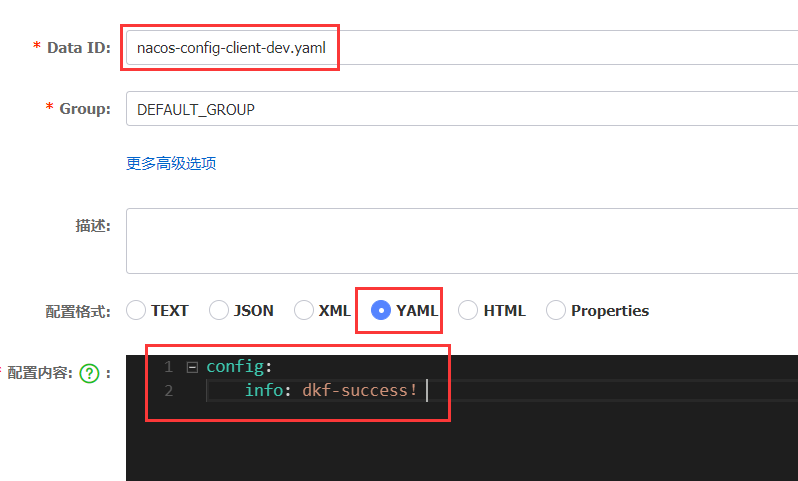 * Data ID: nacos-config-client-dev.yaml
* Group: DEFAULT_GROUP
更多高级选项
描述:
配置格式: TEXT JSON XML YAML HTML Properties
* 配置内容: ? :
1 config:
2 info: dkf-success!